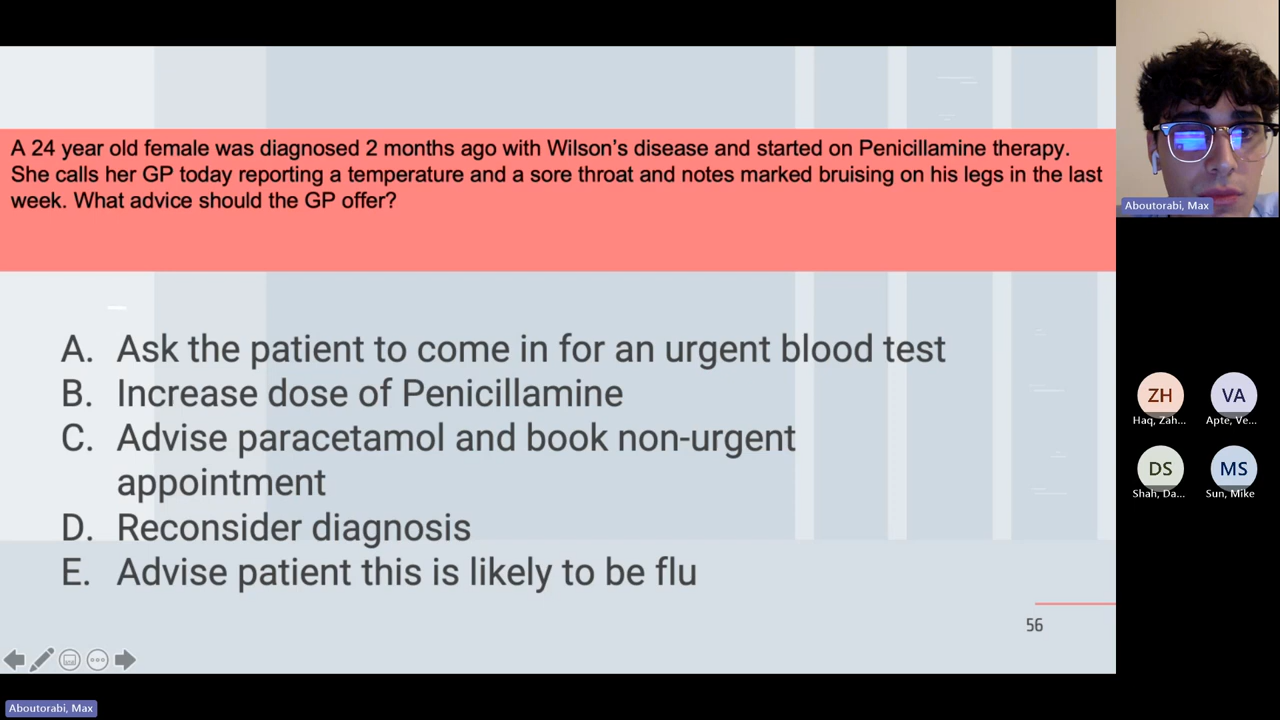 A 24 year old female was diagnosed 2 months ago with Wilson's disease and started on Penicillamine therapy.
She calls her GP today reporting a temperature and a sore throat and notes marked bruising on his legs in the last
week. What advice should the GP offer?
A. Ask the patient to come in for an urgent blood test
B. Increase dose of Penicillamine
C. Advise paracetamol and book non-urgent
appointment
D. Reconsider diagnosis
E. Advise patient this is likely to be flu
56
Aboutorabi, Max
ZH
VA
Haq, Zah...
Apte, Ve...
DS
MS
Shah, Da...
Sun, Mike
Aboutorabi, Max